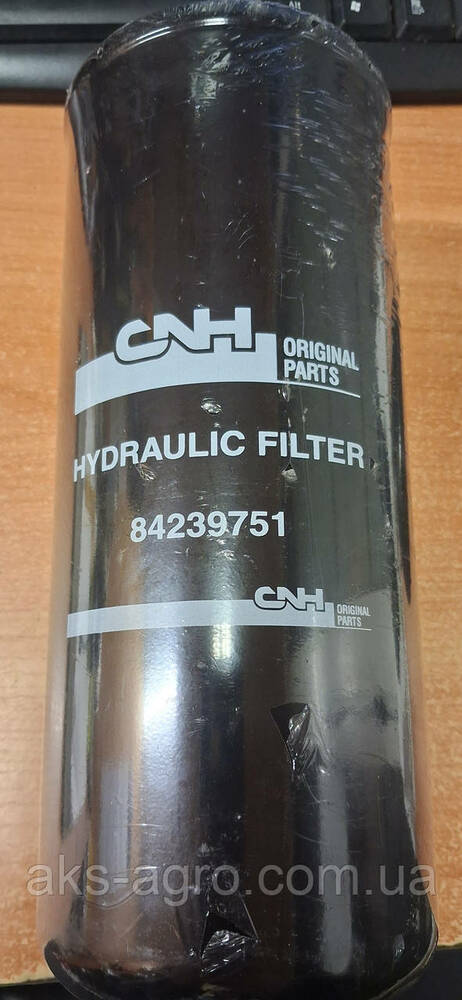 CNH
ORIGINAL
PARTS
HYDRAULIC FILTER
84239751
CNH
ORIGINAL
PARTS
aks-agro.com.ua